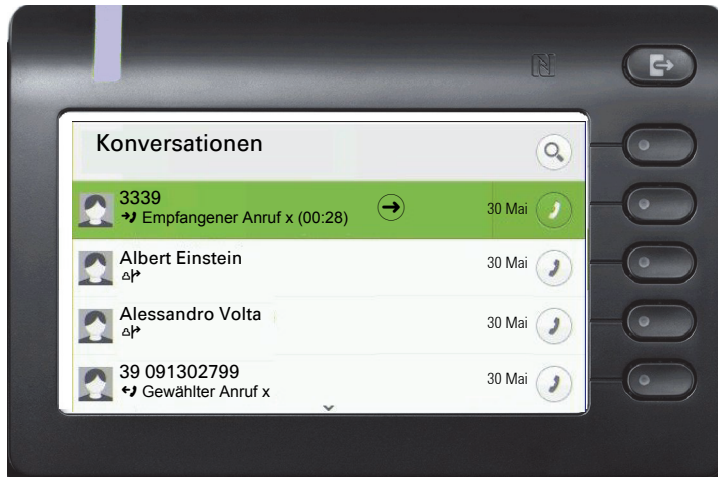 Konversationen
3339
Empfangener Anruf x (00:28)
30 Mai
Albert Einstein
30 Mai
Alessandro Volta
30 Mai
39 091302799
Gewählter Anruf x
30 Mai